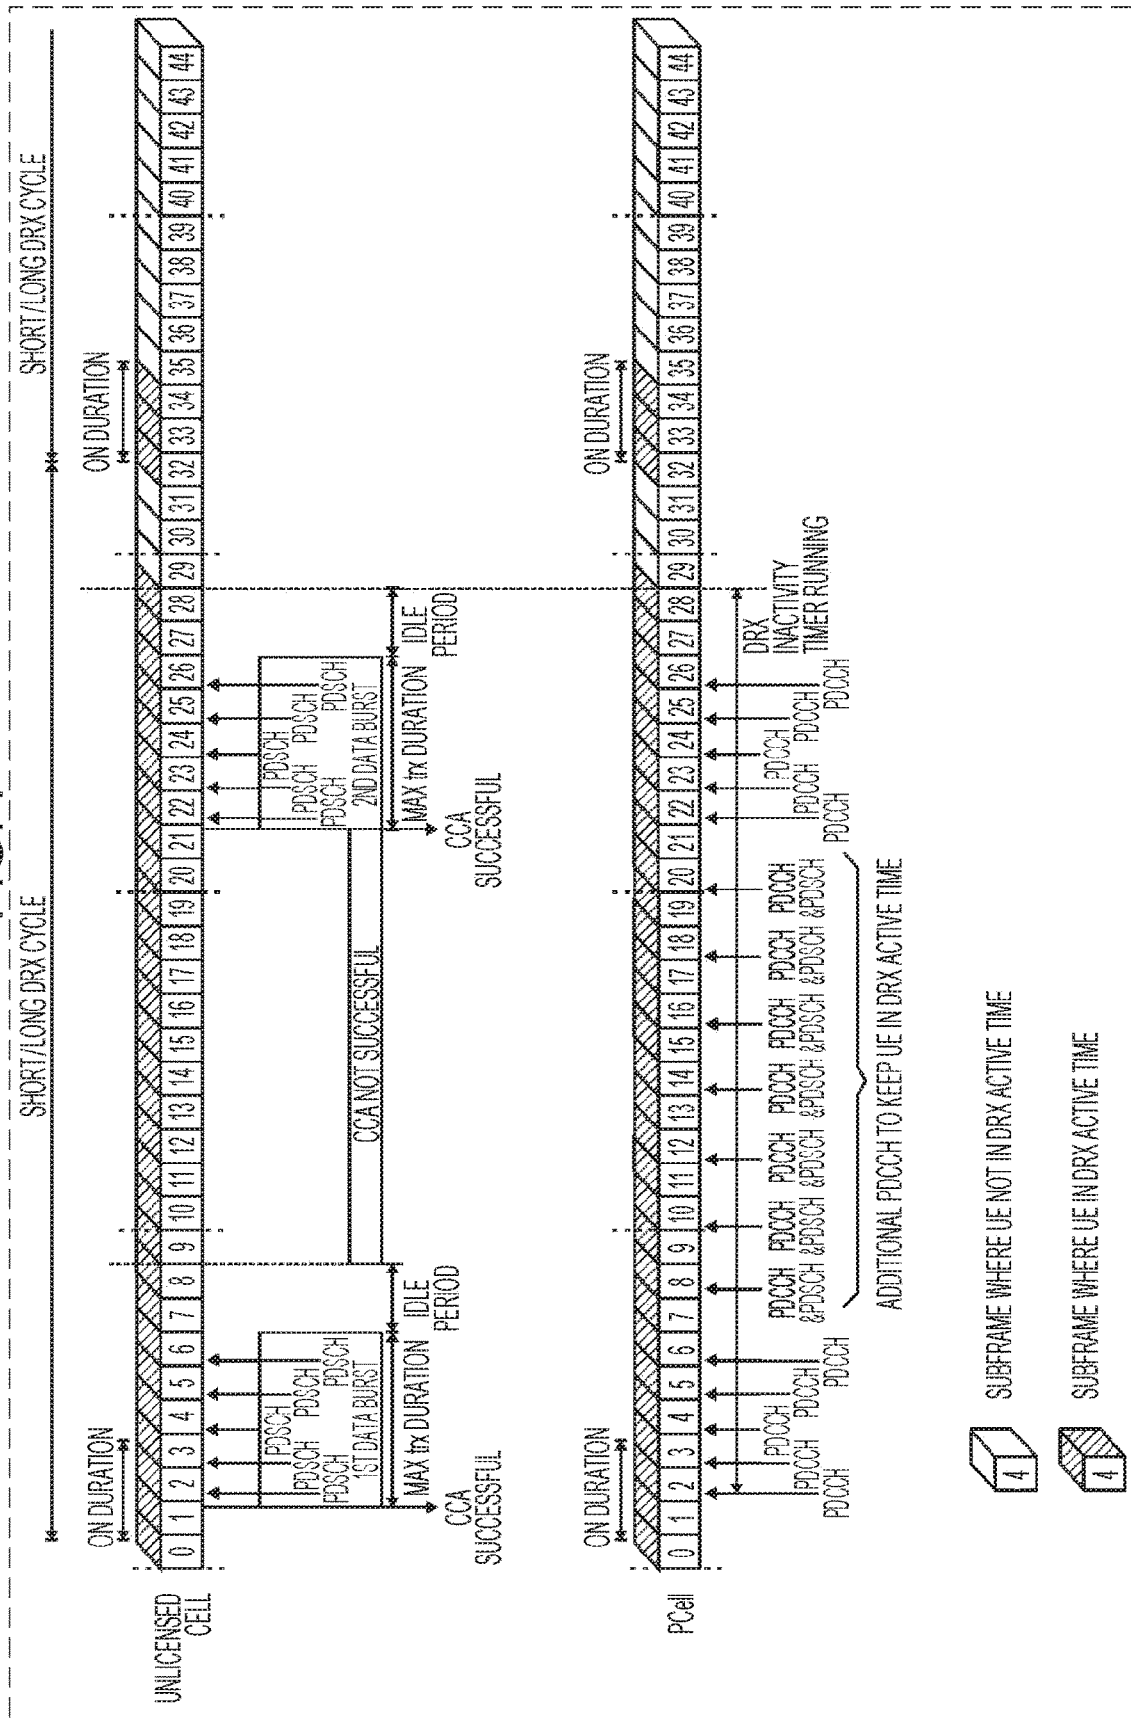 SHORT/LONG DRX CYCLE
SHORT/LONG DRX CYCLE
ON DURATION
ON DURATION
UNLICENSED
CELL
0 1 2 3 4 5 6 7 8 9 10 11 12 13 14 15 16 17 18 19 20 21 22 23 24 25 26 27 28 29 30 31 32 33 34 35 36 37 38 39 40 41 42 43 44
PDSCH
PDSCH
PDSCH
PDSCH
PDSCH
1ST DATA BURST
MAX tx DURATION
IDLE
PERIOD
CCA
SUCCESSFUL
CCA NOT SUCCESSFUL
PDSCH
PDSCH
PDSCH
PDSCH
PDSCH
2ND DATA BURST
MAX tx DURATION
IDLE
PERIOD
CCA
SUCCESSFUL
ON DURATION
ON DURATION
PCell
0 1 2 3 4 5 6 7 8 9 10 11 12 13 14 15 16 17 18 19 20 21 22 23 24 25 26 27 28 29 30 31 32 33 34 35 36 37 38 39 40 41 42 43 44
DRX
INACTIVITY
TIMER RUNNING
PDCCH
PDCCH
PDCCH
PDCCH
PDCCH
PDCCH PDCCH PDCCH PDCCH PDCCH PDCCH PDCCH
&PDSCH &PDSCH &PDSCH &PDSCH &PDSCH &PDSCH &PDSCH
PDCCH
PDCCH
PDCCH
PDCCH
PDCCH
ADDITIONAL PDCCH TO KEEP UE IN DRX ACTIVE TIME
4
SUBFRAME WHERE UE NOT IN DRX ACTIVE TIME
4
SUBFRAME WHERE UE IN DRX ACTIVE TIME